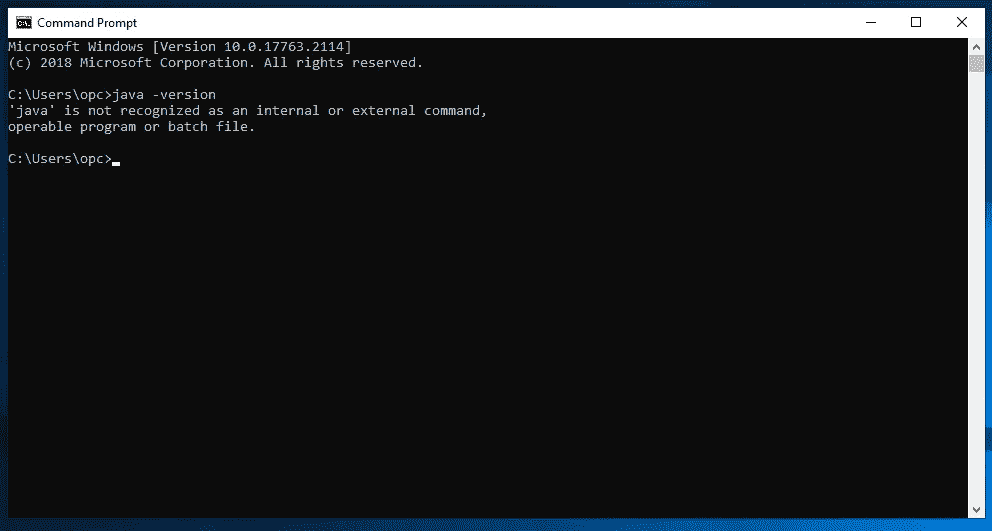 Command Prompt
Microsoft Windows [Version 10.0.17763.2114]
(c) 2018 Microsoft Corporation. All rights reserved.
C:\Users\opc>java -version
'java' is not recognized as an internal or external command,
operable program or batch file.
C:\Users\opc>